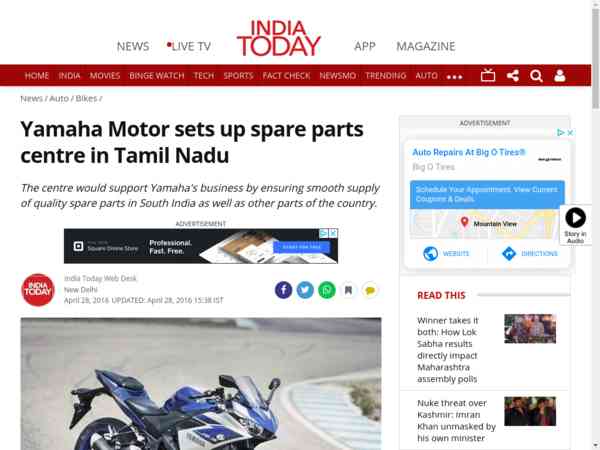 INDIA
TODAY
NEWS
LIVE TV
APP
MAGAZINE
HOME INDIA MOVIES BINGE WATCH TECH SPORTS FACT CHECK NEWSMO TRENDING AUTO
News / Auto / Bikes /
Yamaha Motor sets up spare parts
centre in Tamil Nadu
The centre would support Yamaha's business by ensuring smooth supply
of quality spare parts in South India as well as other parts of the country.
ADVERTISEMENT
Square Online Store
Professional.
Fast. Free.
INDIA
TODAY
India Today Web Desk
New Delhi
April 28, 2016 UPDATED: April 28, 2016 15:38 IST
YAMAHA
ADVERTISEMENT
Auto Repairs At Big O Tires®
Big O Tires
Schedule Your Appointment, View Current
Coupons & Deals.
Mountain View
WEBSITE
DIRECTIONS
Story in
Audio
READ THIS
Winner takes it
both: How Lok
Sabha results
directly impact
Maharashtra
assembly polls
Nuke threat over
Kashmir: Imran
Khan unmasked by
his own minister